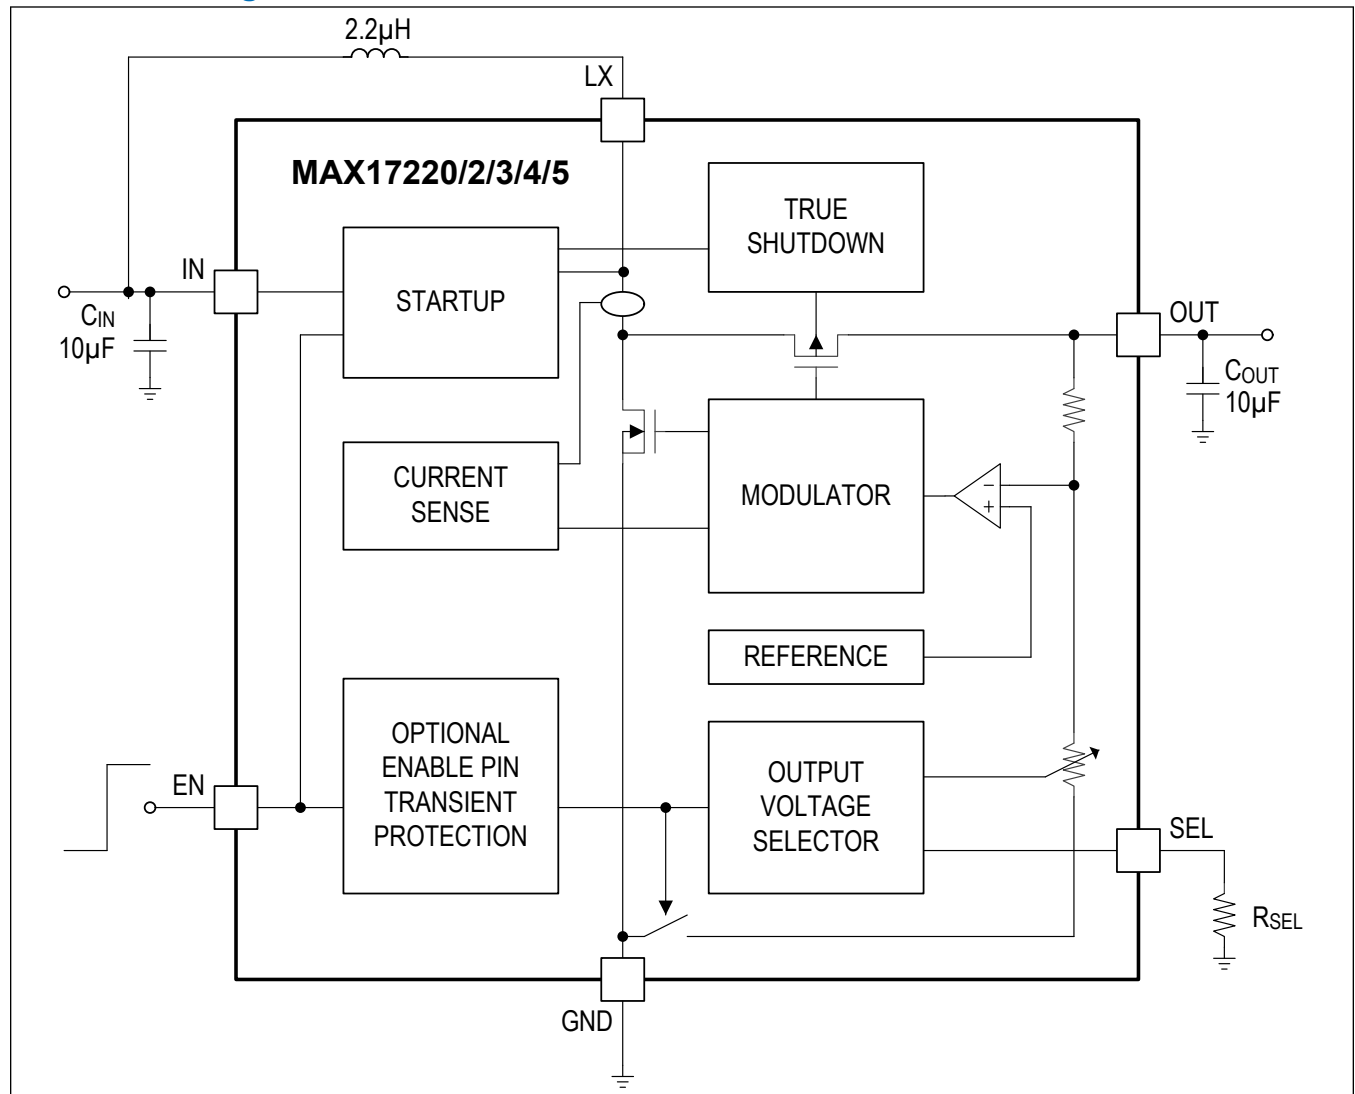 2.2µH
LX
MAX17220/2/3/4/5
TRUE
SHUTDOWN
IN
STARTUP
CIN
10µF
OUT
COUT
10µF
CURRENT
SENSE
MODULATOR
−
+
REFERENCE
OPTIONAL
ENABLE PIN
TRANSIENT
PROTECTION
EN
OUTPUT
VOLTAGE
SELECTOR
SEL
RSEL
GND